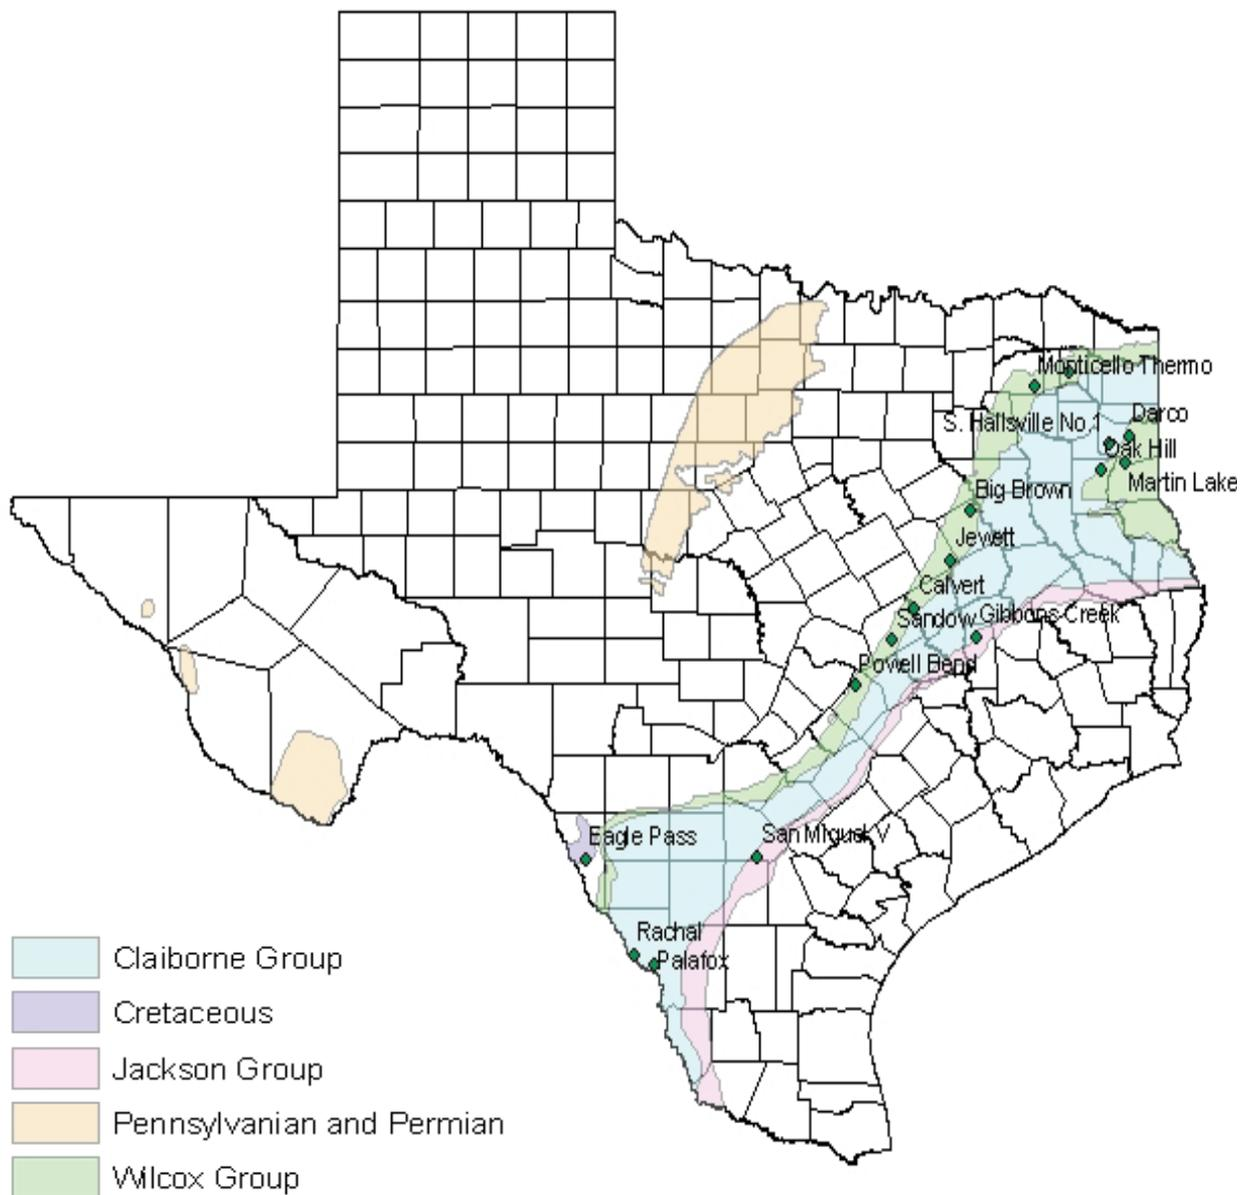 Monticello Thermo
S. Hallsville No.1
Darco
Oak Hill
Martin Lake
Big Brown
Jewett
Calvert
Sandow
Gibbons Creek
Powell Bend
Eagle Pass
San Miguel V
Rachal
Palafox
Claiborne Group
Cretaceous
Jackson Group
Pennsylvanian and Permian
Wilcox Group